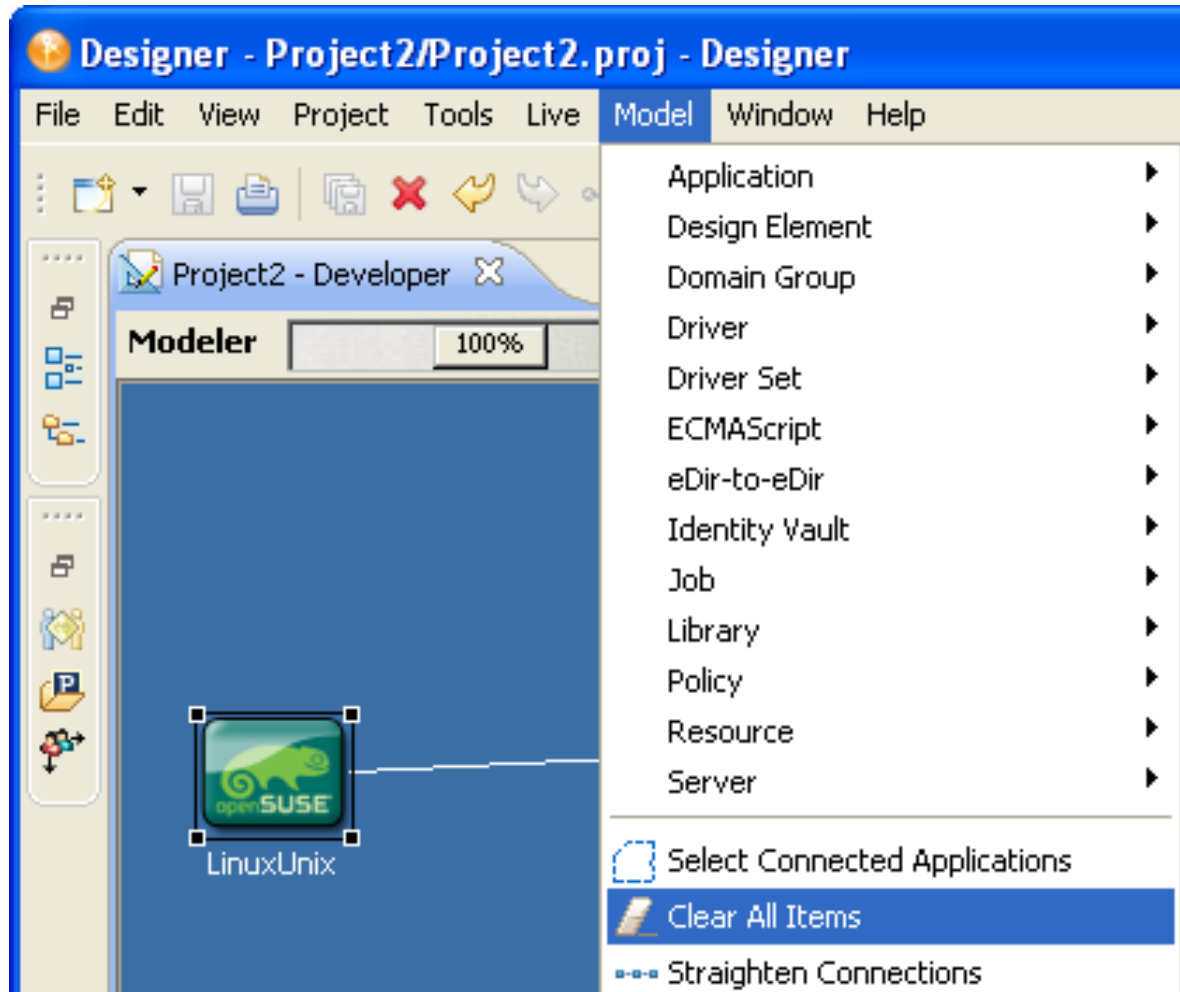 Designer - Project2/Project2.proj - Designer
File Edit View Project Tools Live Model Window Help
Project2 - Developer
Modeler 100%
Application
Design Element
Domain Group
Driver
Driver Set
ECMAScript
eDir-to-eDir
Identity Vault
Job
Library
Policy
Resource
Server
P
openSUSE
LinuxUnix
Select Connected Applications
Clear All Items
Straighten Connections